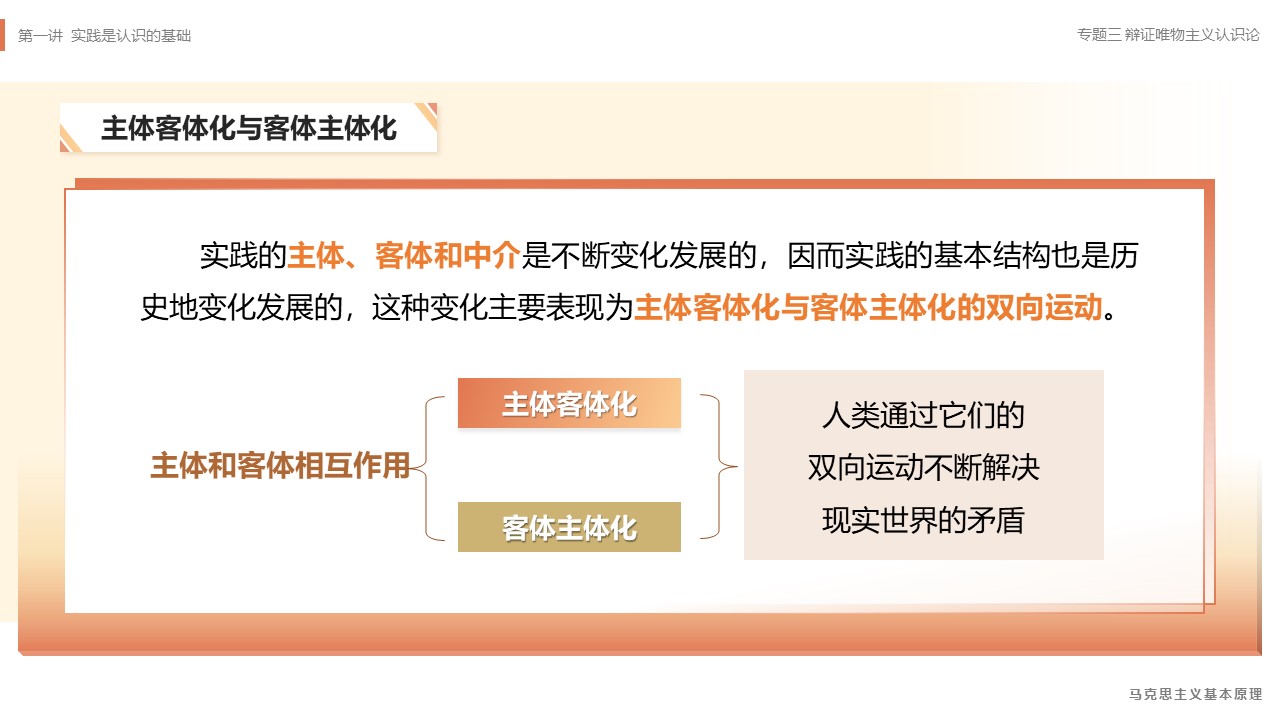 第一讲 实践是认识的基础
专题三 辩证唯物主义认识论
主体客体化与客体主体化
实践的主体、客体和中介是不断变化发展的，因而实践的基本结构也是历
史地变化发展的，这种变化主要表现为主体客体化与客体主体化的双向运动。
主体和客体相互作用
主体客体化
客体主体化
人类通过它们的
双向运动不断解决
现实世界的矛盾
马克思主义基本原理